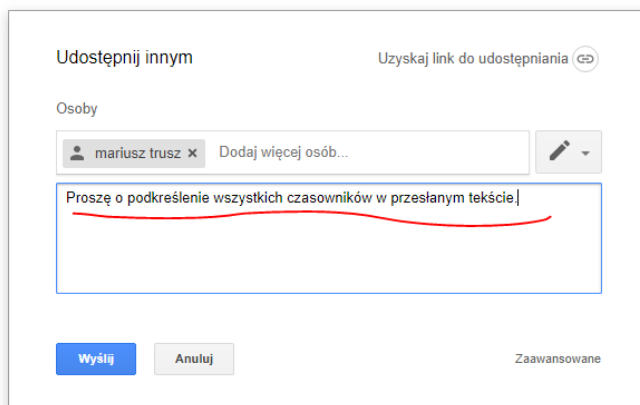 Udostępnij innym
Uzyskaj link do udostępniania
Osoby
mariusz trusz × Dodaj więcej osób...
Proszę o podkreślenie wszystkich czasowników w przesłanym tekście.
Wyślij
Anuluj
Zaawansowane